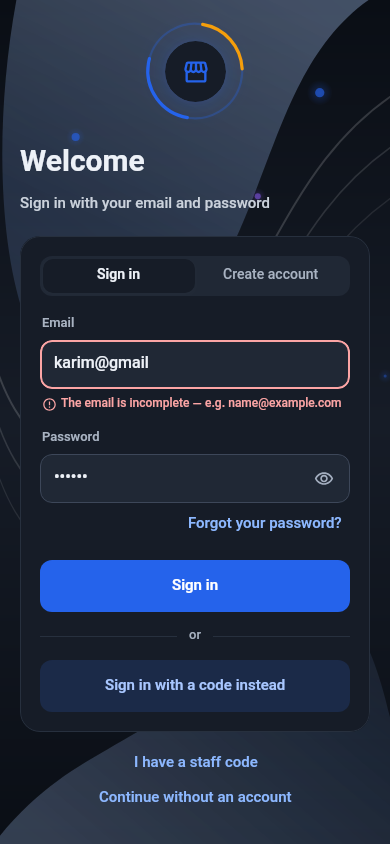 Welcome
Sign in with your email and password
Sign in
Create account
Email
karim@gmail
The email is incomplete – e.g. name@example.com
Password
••••••
Forgot your password?
Sign in
or
Sign in with a code instead
I have a staff code
Continue without an account